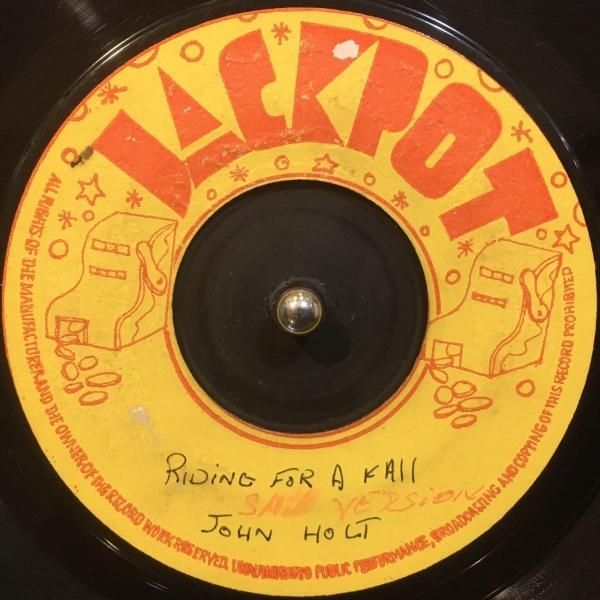 JACKPOT
ALL RIGHTS OF THE MANUFACTURER AND THE OWNER OF THE RECORD WORK RESERVED. UNAUTHORISED PUBLIC PERFORMANCE, BROADCASTING AND COPYING OF THIS RECORD PROHIBITED
RIDING FOR A FAll
VERSION
JOHN HOLT